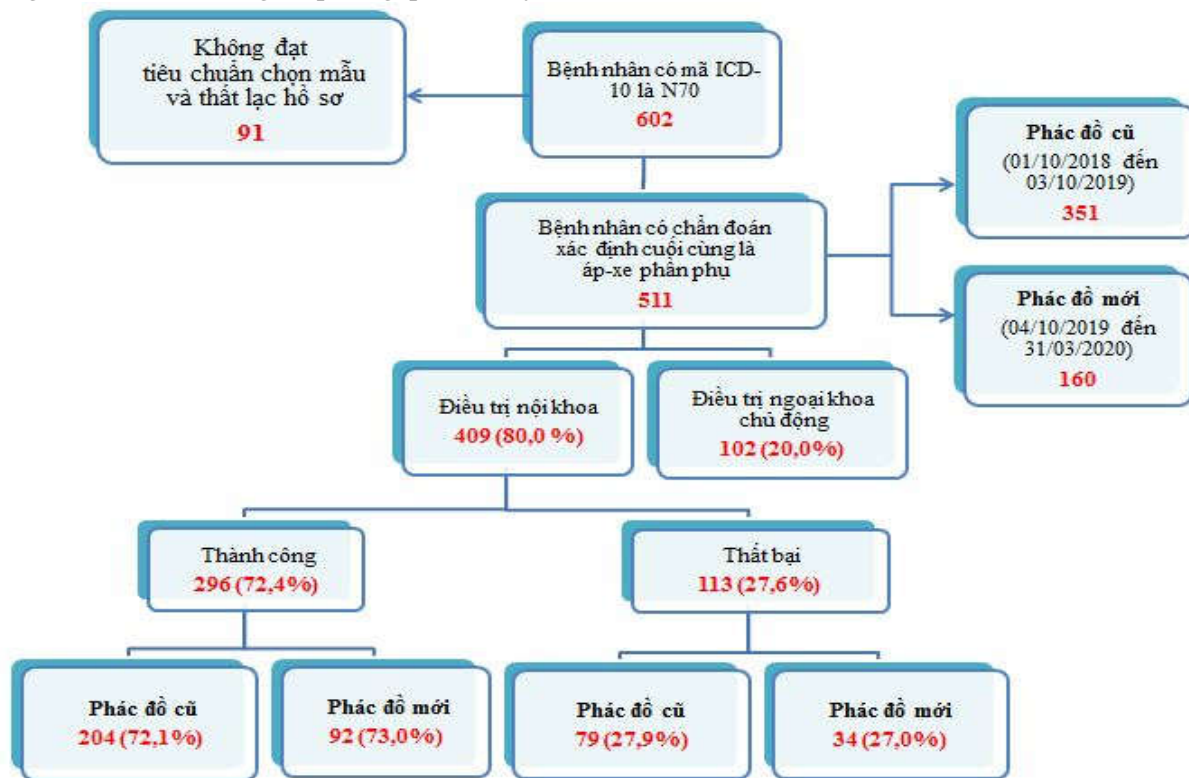 Không đạt
tiêu chuẩn chọn mẫu
và thất lạc hồ sơ
91
Bệnh nhân có mã ICD-
10 là N70
602
Phác đồ cũ
(01/10/2018 đến
03/10/2019)
351
Bệnh nhân có chẩn đoán
xác định cuối cùng là
áp-xe phần phụ
511
Phác đồ mới
(04/10/2019 đến
31/03/2020)
160
Điều trị nội khoa
409 (80,0 %)
Điều trị ngoại khoa
chủ động
102 (20,0%)
Thành công
296 (72,4%)
Thất bại
113 (27,6%)
Phác đồ cũ
204 (72,1%)
Phác đồ mới
92 (73,0%)
Phác đồ cũ
79 (27,9%)
Phác đồ mới
34 (27,0%)